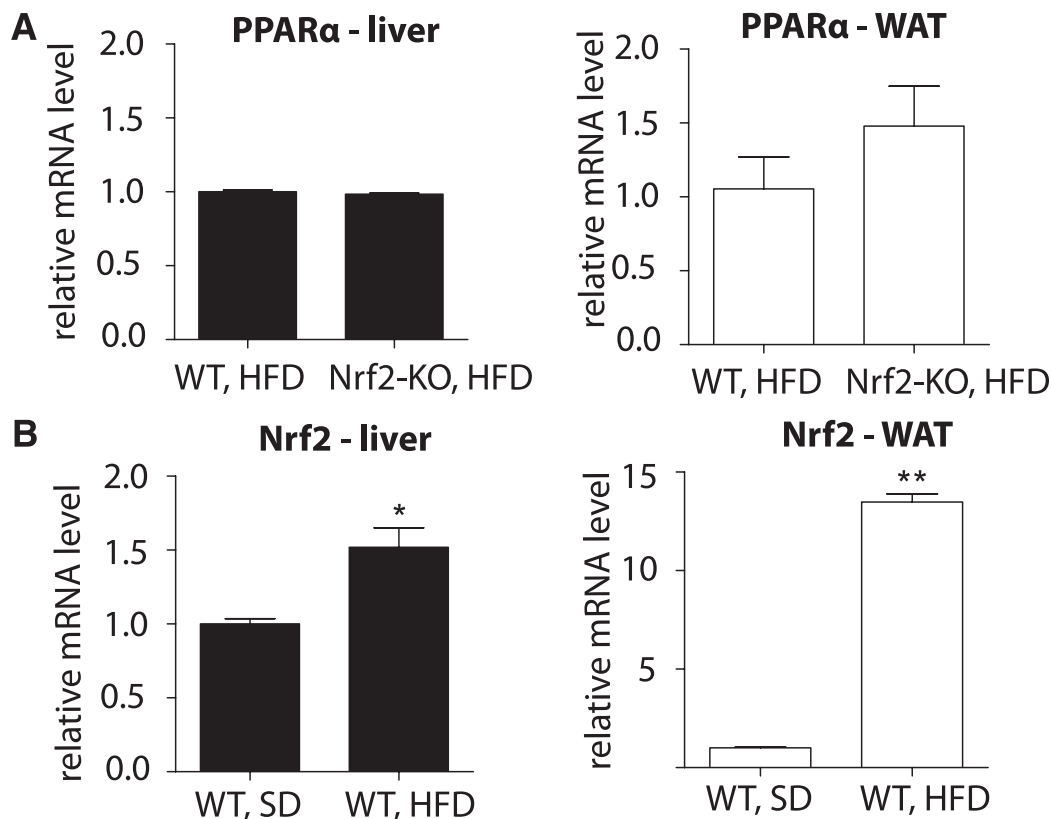 A
PPARα - liver
relative mRNA level
2.0
1.5
1.0
0.5
0.0
WT, HFD
Nrf2-KO, HFD
PPARα - WAT
relative mRNA level
2.0
1.5
1.0
0.5
0.0
WT, HFD
Nrf2-KO, HFD
B
Nrf2 - liver
relative mRNA level
2.0
1.5
1.0
0.5
0.0
*
WT, SD
WT, HFD
Nrf2 - WAT
relative mRNA level
15
10
5
**
WT, SD
WT, HFD